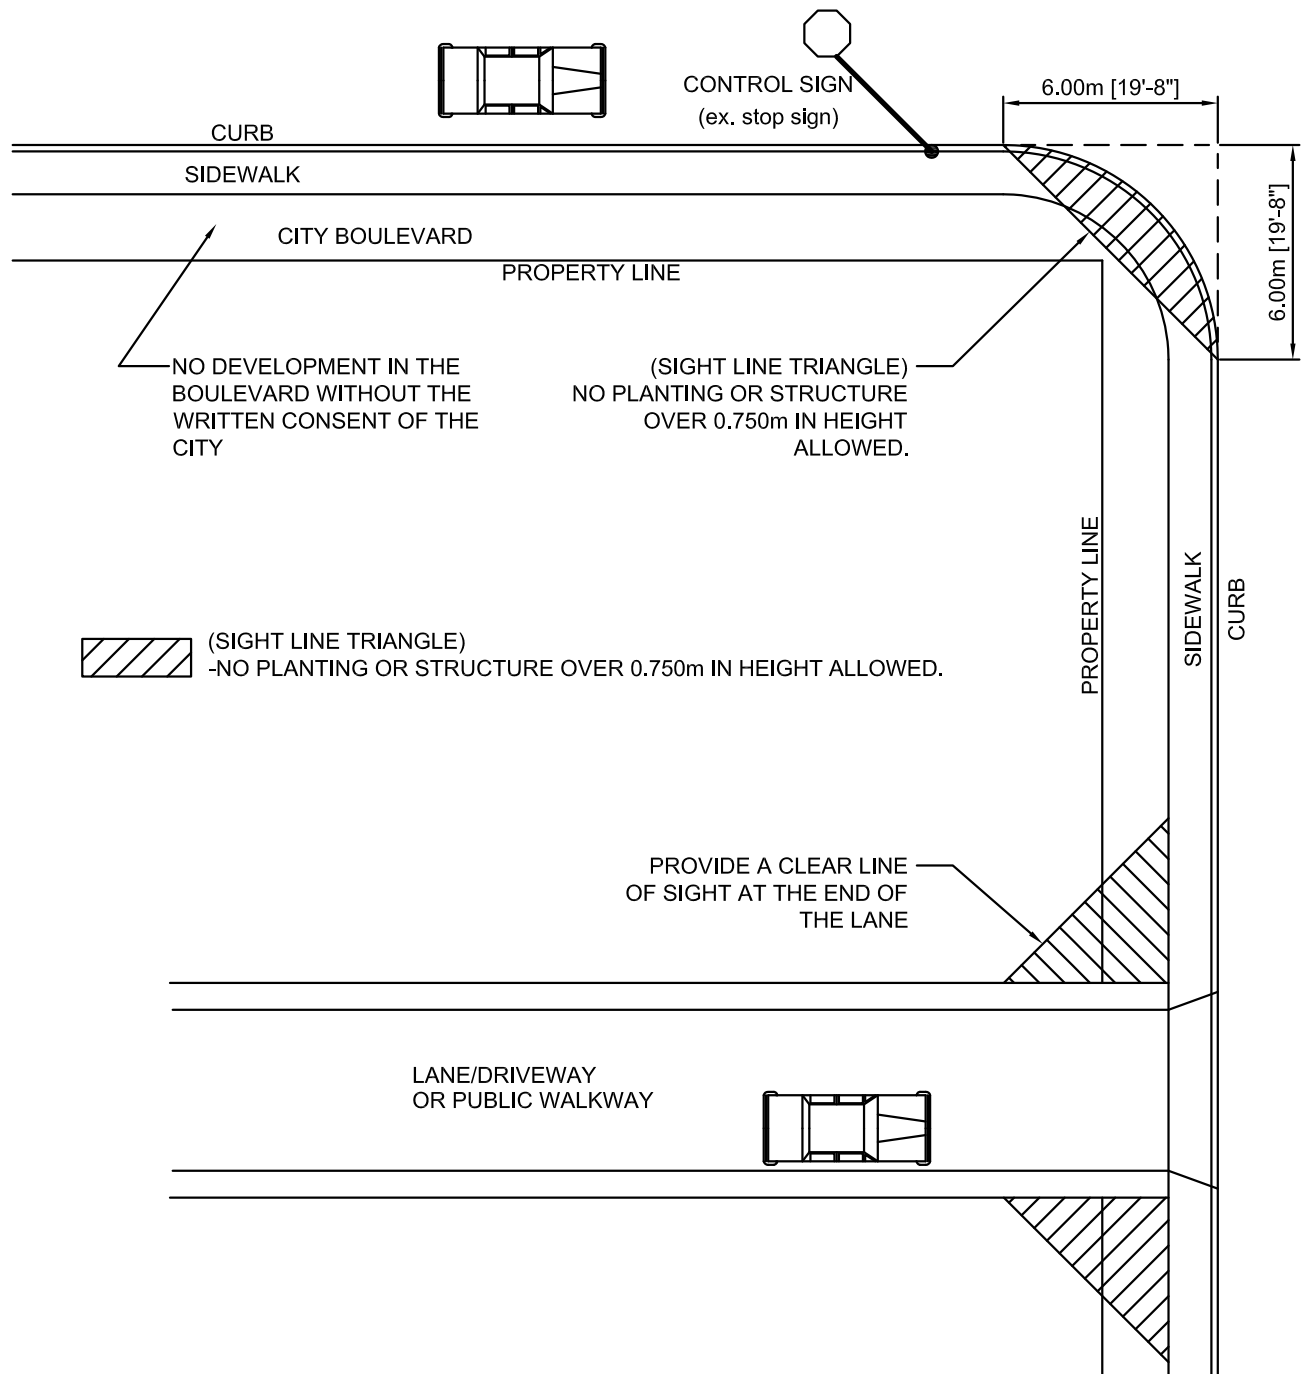 CONTROL SIGN
(ex. stop sign)
6.00m [19'-8"]
CURB
SIDEWALK
CITY BOULEVARD
PROPERTY LINE
6.00m [19'-8"]
NO DEVELOPMENT IN THE
BOULEVARD WITHOUT THE
WRITTEN CONSENT OF THE
CITY
(SIGHT LINE TRIANGLE)
NO PLANTING OR STRUCTURE
OVER 0.750m IN HEIGHT
ALLOWED.
PROPERTY LINE
SIDEWALK
CURB
(SIGHT LINE TRIANGLE)
-NO PLANTING OR STRUCTURE OVER 0.750m IN HEIGHT ALLOWED.
PROVIDE A CLEAR LINE
OF SIGHT AT THE END OF
THE LANE
LANE/DRIVEWAY
OR PUBLIC WALKWAY